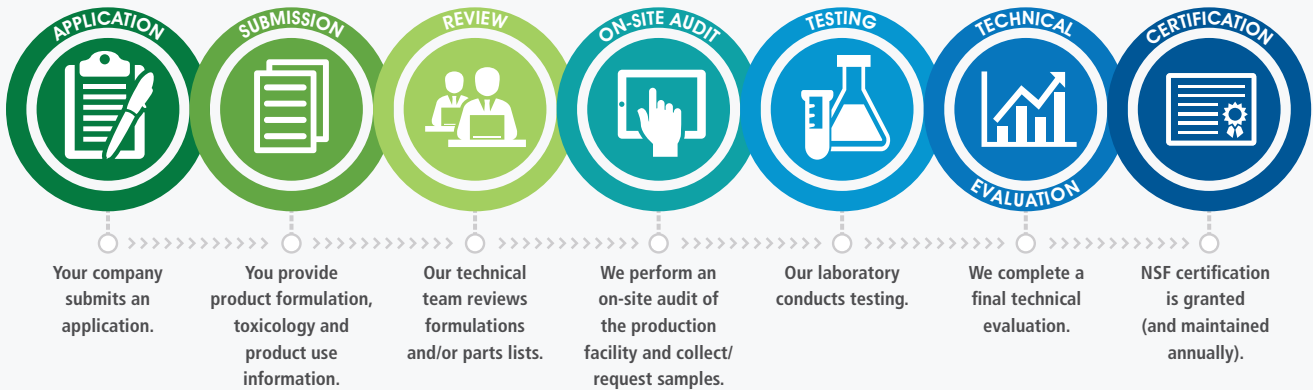 APPLICATION
SUBMISSION
REVIEW
ON-SITE AUDIT
TESTING
TECHNICAL
EVALUATION
CERTIFICATION
Your company
submits an
application.
You provide
product formulation,
toxicology and
product use
information.
Our technical
team reviews
formulations
and/or parts lists.
We perform an
on-site audit of
the production
facility and collect/
request samples.
Our laboratory
conducts testing.
We complete a
final technical
evaluation.
NSF certification
is granted
(and maintained
annually).